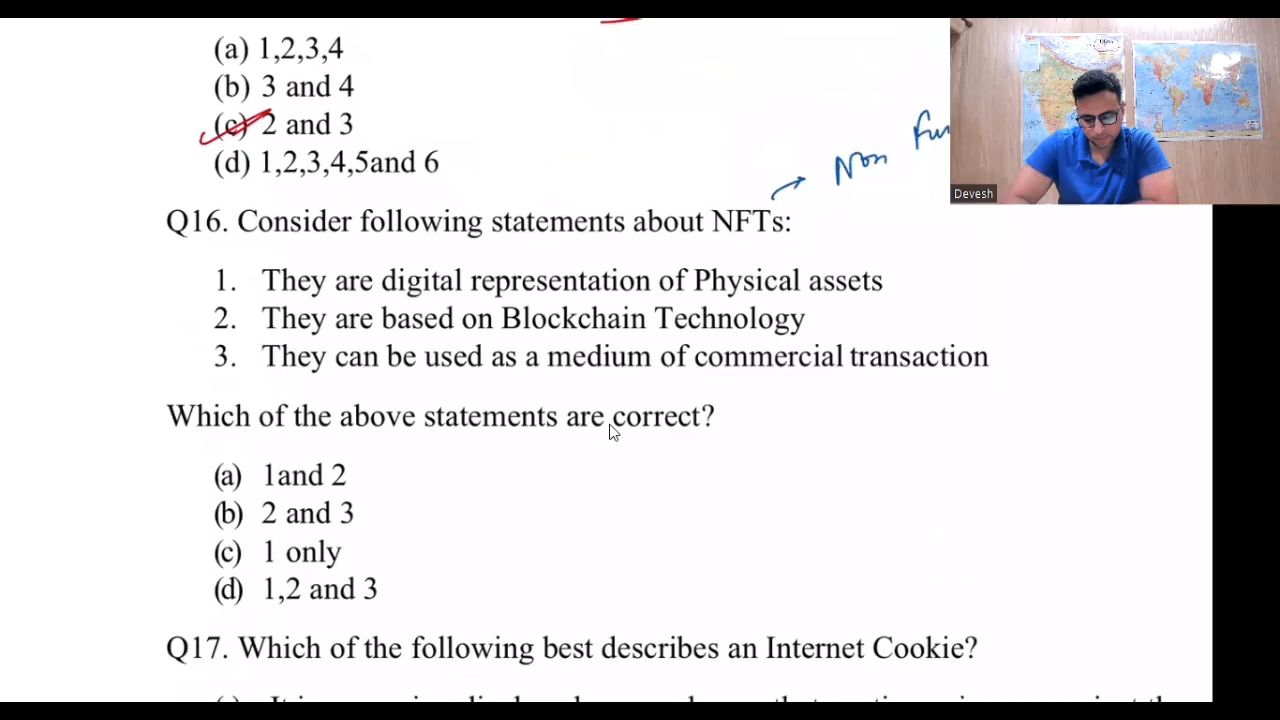 (a) 1,2,3,4
(b) 3 and 4
(c) 2 and 3
(d) 1,2,3,4,5and 6
Non
Devesh
Q16. Consider following statements about NFTs:
1. They are digital representation of Physical assets
2. They are based on Blockchain Technology
3. They can be used as a medium of commercial transaction
Which of the above statements are correct?
(a) 1and 2
(b) 2 and 3
(c) 1 only
(d) 1,2 and 3
Q17. Which of the following best describes an Internet Cookie?